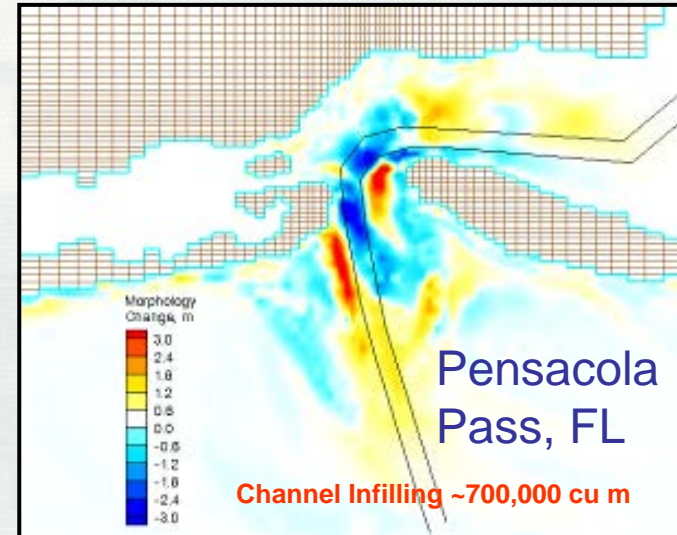 Morphology
Change, m
3.0
2.4
1.8
1.2
0.6
0.0
-0.6
-1.2
-1.8
-2.4
-3.0
Pensacola
Pass, FL
Channel Infilling ~700,000 cu m